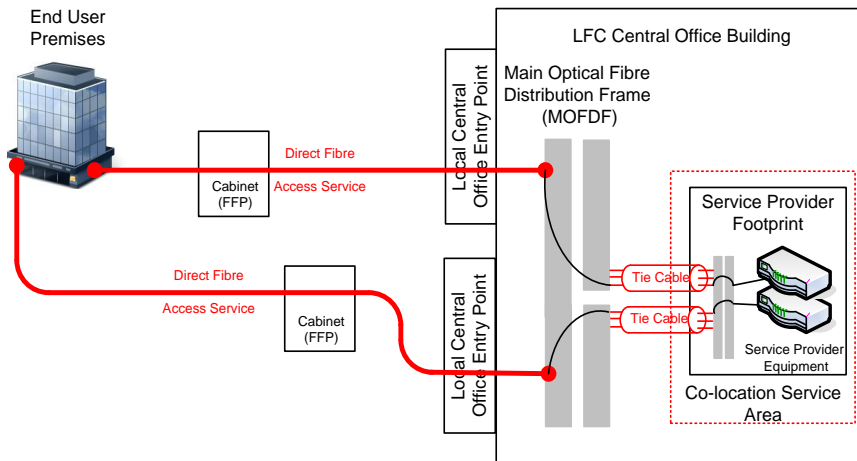 End User
Premises
LFC Central Office Building
Main Optical Fibre
Distribution Frame
(MOFDF)
Local Central
Office Entry Point
Direct Fibre
Access Service
Cabinet
(FFP)
Service Provider
Footprint
Tie Cable
Direct Fibre
Access Service
Cabinet
(FFP)
Local Central
Office Entry Point
Tie Cable
Service Provider
Equipment
Co-location Service
Area